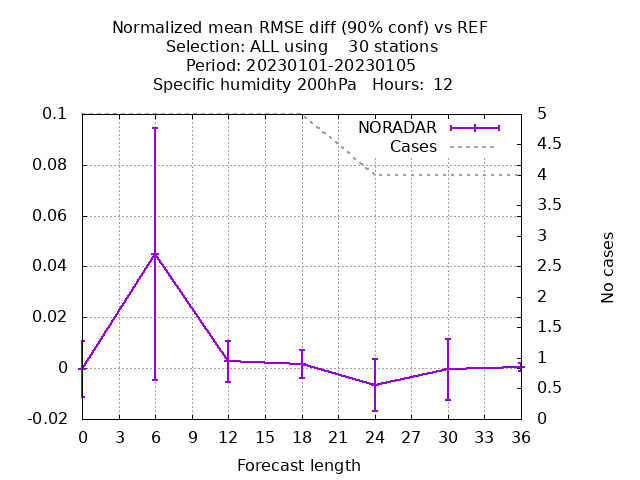 Normalized mean RMSE diff (90% conf) vs REF
Selection: ALL using    30 stations
Period: 20230101-20230105
Specific humidity 200hPa   Hours:  12
NORADAR
Cases
0.1
0.08
0.06
0.04
0.02
0
-0.02
5
4.5
4
3.5
3
2.5
2
1.5
1
0.5
0
No cases
0 3 6 9 12 15 18 21 24 27 30 33 36
Forecast length